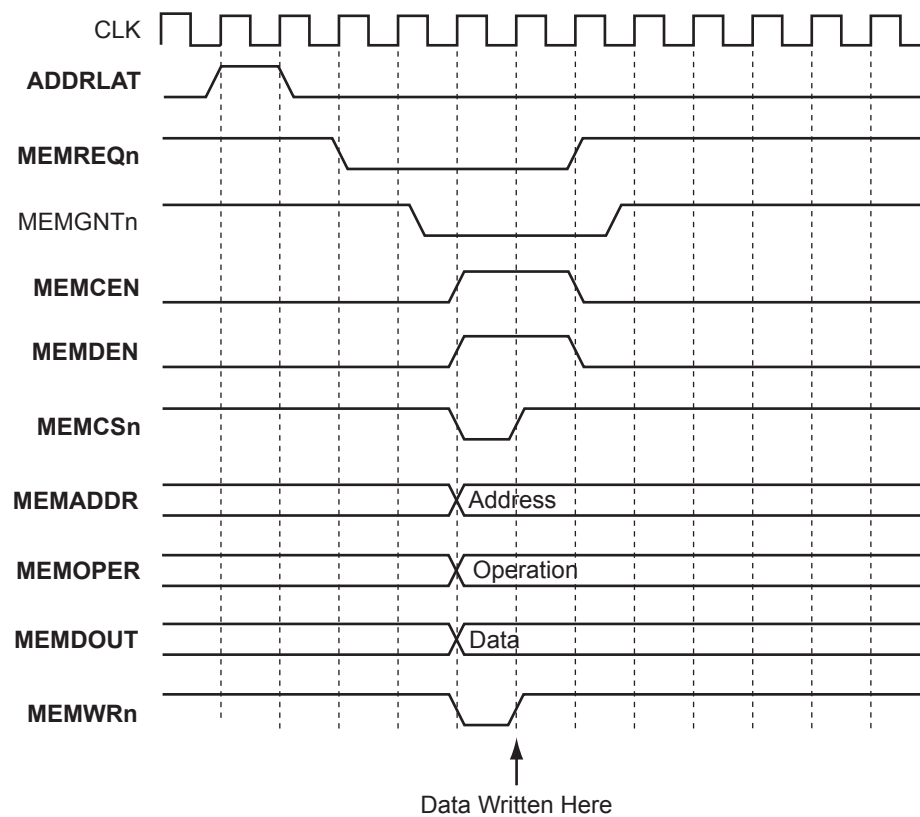 CLK
ADDRLAT
MEMREQn
MEMGNTn
MEMCEN
MEMDEN
MEMCSn
MEMADDR Address
MEMOPER Operation
MEMDOUT Data
MEMWRn
Data Written Here